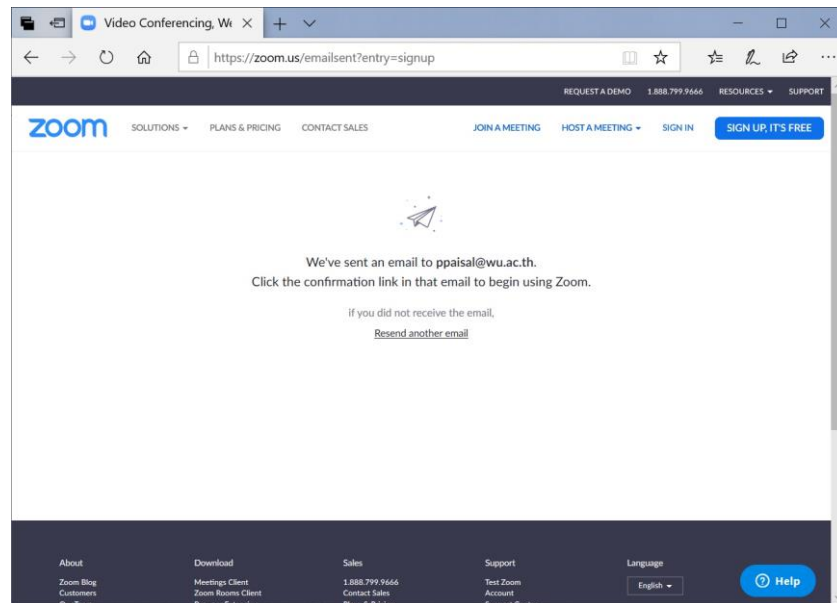 Video Conferencing, We
https://zoom.us/emailsent?entry=signup
REQUEST A DEMO 1.888.799.9666 RESOURCES SUPPORT
zoom SOLUTIONS PLANS & PRICING CONTACT SALES JOIN A MEETING HOST A MEETING SIGN IN SIGN UP, IT'S FREE
We've sent an email to ppaisal@wu.ac.th.
Click the confirmation link in that email to begin using Zoom.
if you did not receive the email,
Resend another email
About Download Sales Support Language
Zoom Blog Meetings Client 1.888.799.9666 Test Zoom English
Customers Zoom Rooms Client Contact Sales Account
Help